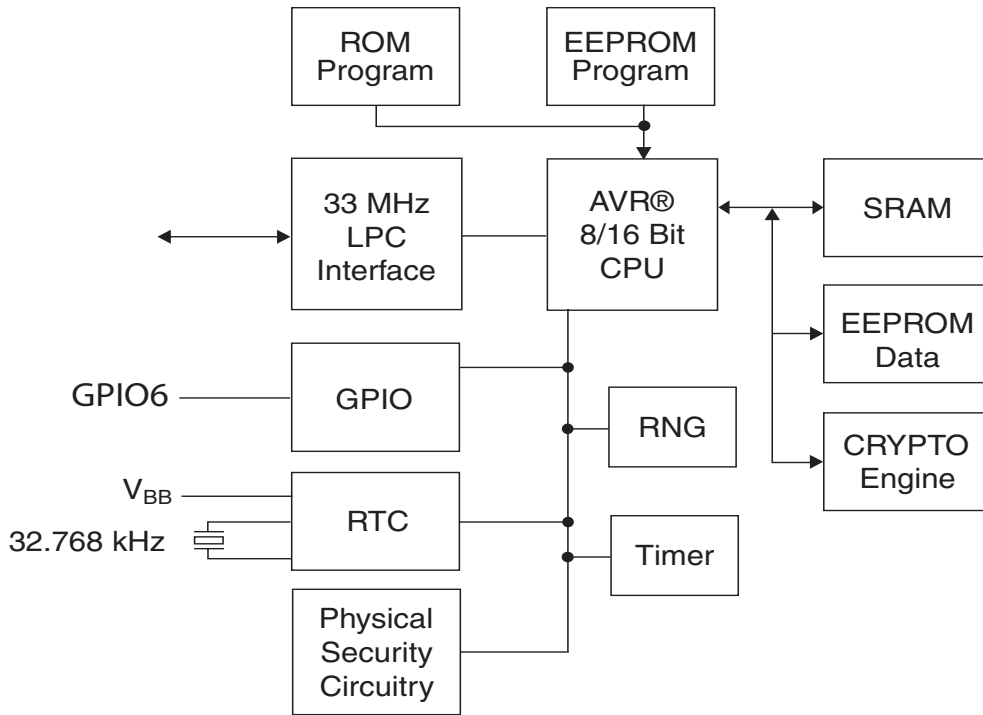 ROM
Program
EEPROM
Program
33 MHz
LPC
Interface
AVR®
8/16 Bit
CPU
SRAM
EEPROM
Data
GPIO6
GPIO
RNG
CRYPTO
Engine
VBB
32.768 kHz
RTC
Timer
Physical
Security
Circuitry